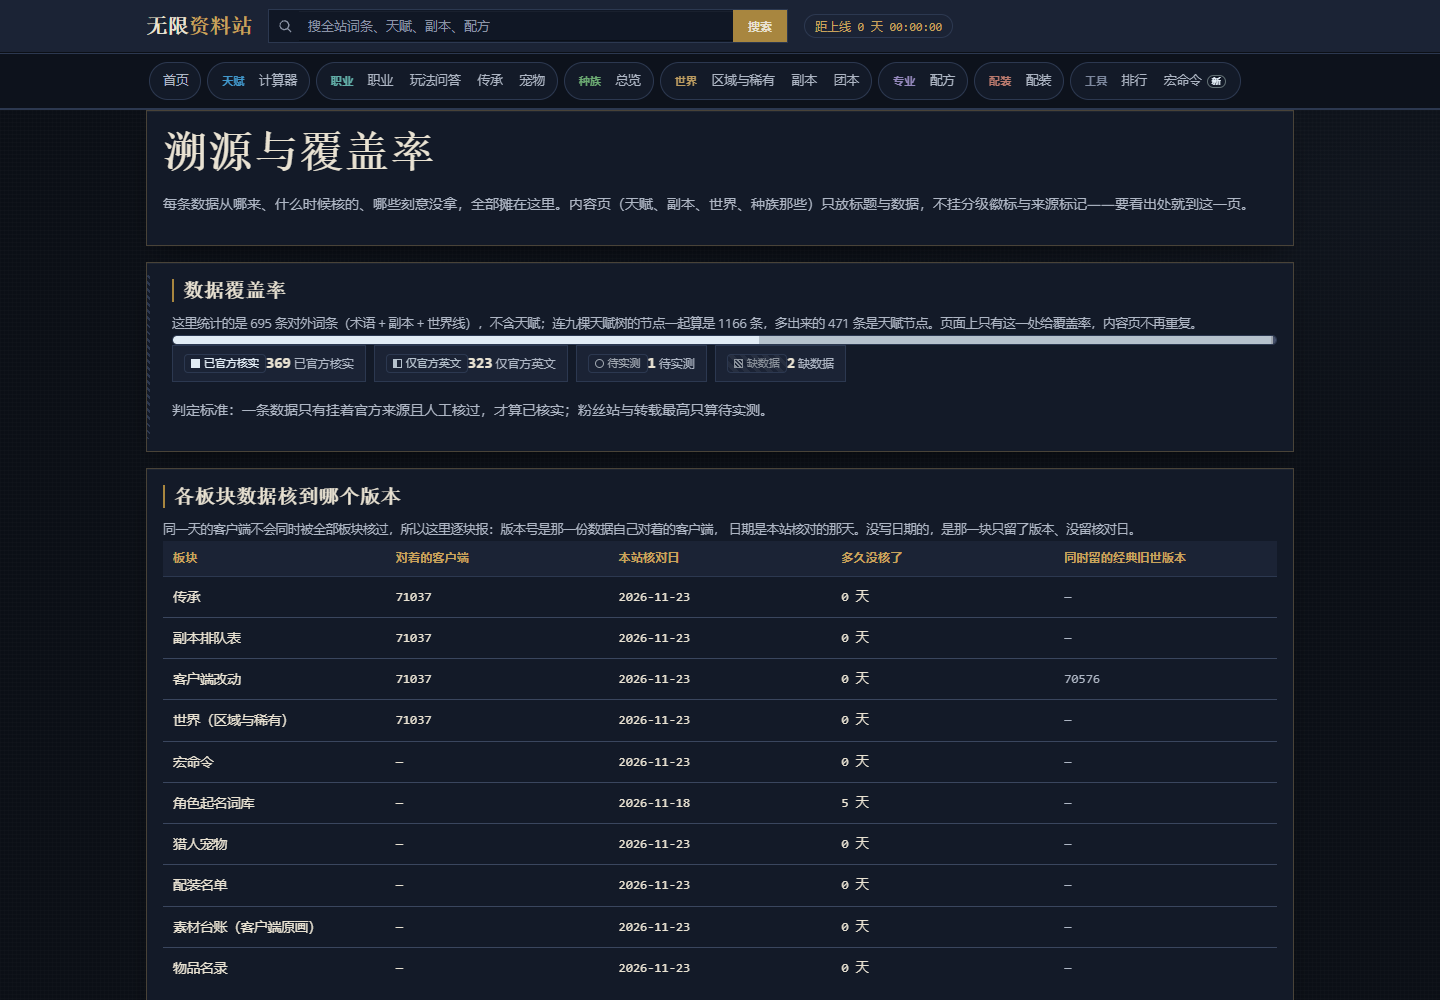 无限资料站 搜全站词条、天赋、副本、配方 搜索 距上线 0 天 00:00:00
首页 天赋 计算器 职业 职业 玩法问答 传承 宠物 种族 总览 世界 区域与稀有 副本 团本 专业 配方 配装 配装 工具 排行 宏命令 新
溯源与覆盖率
每条数据从哪来、什么时候核的、哪些刻意没拿，全部摊在这里。内容页（天赋、副本、世界、种族那些）只放标题与数据，不挂分级徽标与来源标记——要看出处就到这一页。
数据覆盖率
这里统计的是 695 条对外词条（术语 + 副本 + 世界线），不含天赋；连九棵天赋树的节点一起算是 1166 条，多出来的 471 条是天赋节点。页面上只有这一处给覆盖率，内容页不再重复。
已官方核实 369 已官方核实 仅官方英文 323 仅官方英文 待实测 1 待实测 缺数据 2 缺数据
判定标准：一条数据只有挂着官方来源且人工核过，才算已核实；粉丝站与转载最高只算待实测。
各板块数据核到哪个版本
同一天的客户端不会同时被全部板块核过，所以这里逐块报：版本号是那一份数据自己对着的客户端， 日期是本站核对的那天。没写日期的，是那一块只留了版本、没留核对日。
板块 对着的客户端 本站核对日 多久没核了 同时留的经典旧世版本
传承 71037 2026-11-23 0 天 —
副本排队表 71037 2026-11-23 0 天 —
客户端改动 71037 2026-11-23 0 天 70576
世界（区域与稀有） 71037 2026-11-23 0 天 —
宏命令 — 2026-11-23 0 天 —
角色起名词库 — 2026-11-18 5 天 —
猎人宠物 — 2026-11-23 0 天 —
配装名单 — 2026-11-23 0 天 —
素材台账（客户端原画） — 2026-11-23 0 天 —
物品名录 — 2026-11-23 0 天 —